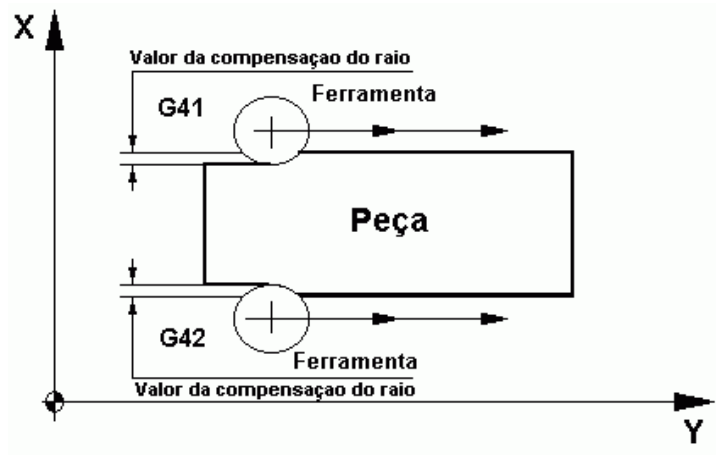 X
Valor da compensaçao do raio
G41
Ferramenta
Peça
G42
Ferramenta
Valor da compensaçao do raio
Y